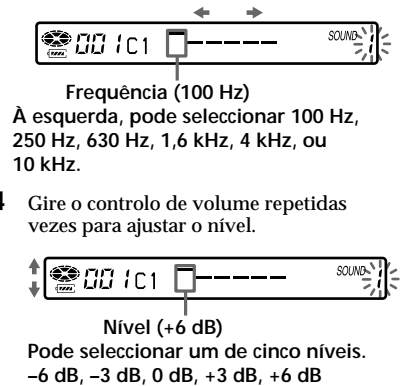 001C1 SOUND 1
Frequência (100 Hz)
À esquerda, pode seleccionar 100 Hz,
250 Hz, 630 Hz, 1,6 kHz, 4 kHz, ou
10 kHz.
4 Gire o controlo de volume repetidas
vezes para ajustar o nível.
001C1 SOUND 1
Nível (+6 dB)
Pode seleccionar um de cinco níveis.
–6 dB, –3 dB, 0 dB, +3 dB, +6 dB